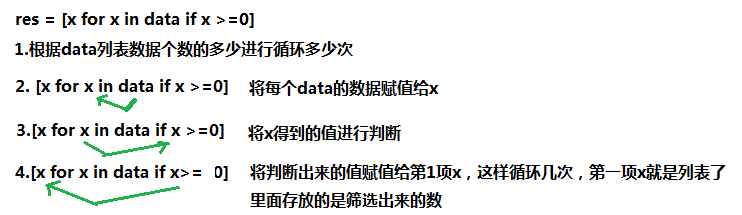 res = [x for x in data if x >=0]
1.根据data列表数据个数的多少进行循环多少次
2. [x for x in data if x >=0] 将每个data的数据赋值给x
3.[x for x in data if x >=0] 将x得到的值进行判断
4.[x for x in data if x>= 0] 将判断出来的值赋值给第1项x，这样循环几次，第一项x就是列表了
里面存放的是筛选出来的数